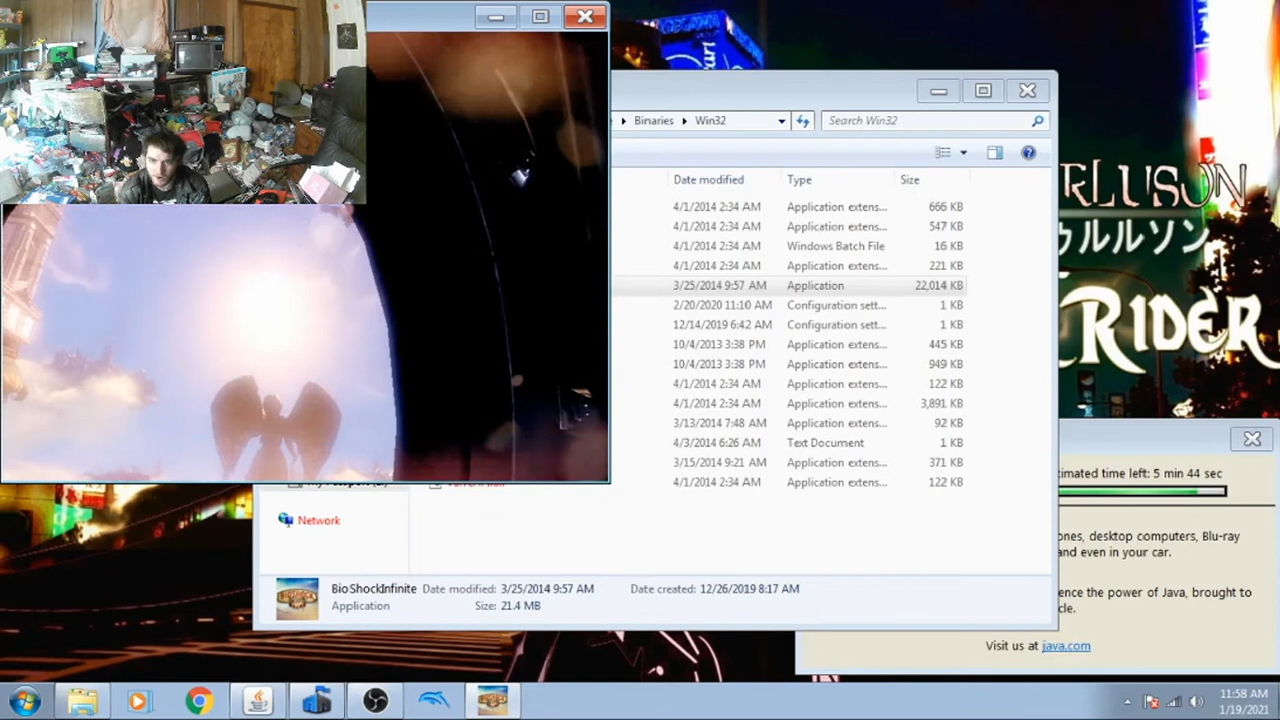 Binaries
Win32
Search Win32
Date modified
Type
Size
4/1/2014 2:34 AM Application extens... 666 KB
4/1/2014 2:34 AM Application extens... 547 KB
4/1/2014 2:34 AM Windows Batch File 16 KB
4/1/2014 2:34 AM Application extens... 221 KB
3/25/2014 9:57 AM Application 22,014 KB
2/20/2020 11:10 AM Configuration sett... 1 KB
12/14/2019 6:42 AM Configuration sett... 1 KB
10/4/2013 3:38 PM Application extens... 445 KB
10/4/2013 3:38 PM Application extens... 949 KB
4/1/2014 2:34 AM Application extens... 122 KB
4/1/2014 2:34 AM Application extens... 3,891 KB
3/13/2014 7:48 AM Application extens... 92 KB
4/3/2014 6:26 AM Text Document 1 KB
3/15/2014 9:21 AM Application extens... 371 KB
4/1/2014 2:34 AM Application extens... 122 KB
Network
BioShockInfinite Date modified: 3/25/2014 9:57 AM Date created: 12/26/2019 8:17 AM
Application Size: 21.4 MB
ゥルルルソン
RIDER
timated time left: 5 min 44 sec
ones, desktop computers, Blu-ray
and even in your car.
ence the power of Java, brought to
cle.
Visit us at java.com
11:58 AM
1/19/2021